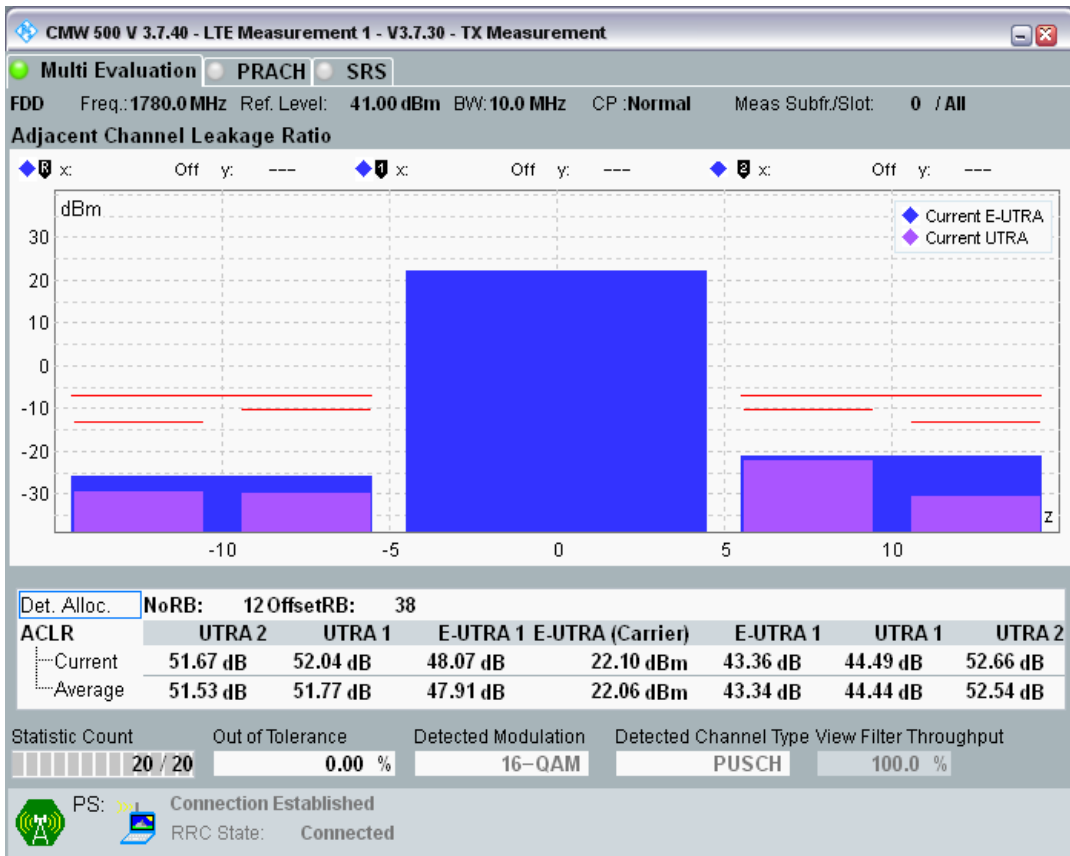 CMW 500 V 3.7.40 - LTE Measurement 1 - V3.7.30 - TX Measurement
Multi Evaluation PRACH SRS
FDD Freq.: 1780.0 MHz Ref. Level: 41.00 dBm BW: 10.0 MHz CP : Normal Meas Subfr./Slot: 0 / All
Adjacent Channel Leakage Ratio
R x: Off y: --- 1 x: Off y: --- 2 x: Off y: ---
dBm
Current E-UTRA
Current UTRA
30
20
10
0
-10
-20
-30
z
-10 -5 0 5 10
Det. Alloc. NoRB: 12 OffsetRB: 38
ACLR UTRA 2 UTRA 1 E-UTRA 1 E-UTRA (Carrier) E-UTRA 1 UTRA 1 UTRA 2
Current 51.67 dB 52.04 dB 48.07 dB 22.10 dBm 43.36 dB 44.49 dB 52.66 dB
Average 51.53 dB 51.77 dB 47.91 dB 22.06 dBm 43.34 dB 44.44 dB 52.54 dB
Statistic Count Out of Tolerance Detected Modulation Detected Channel Type View Filter Throughput
20 / 20 0.00 % 16-QAM PUSCH 100.0 %
PS: Connection Established
RRC State: Connected